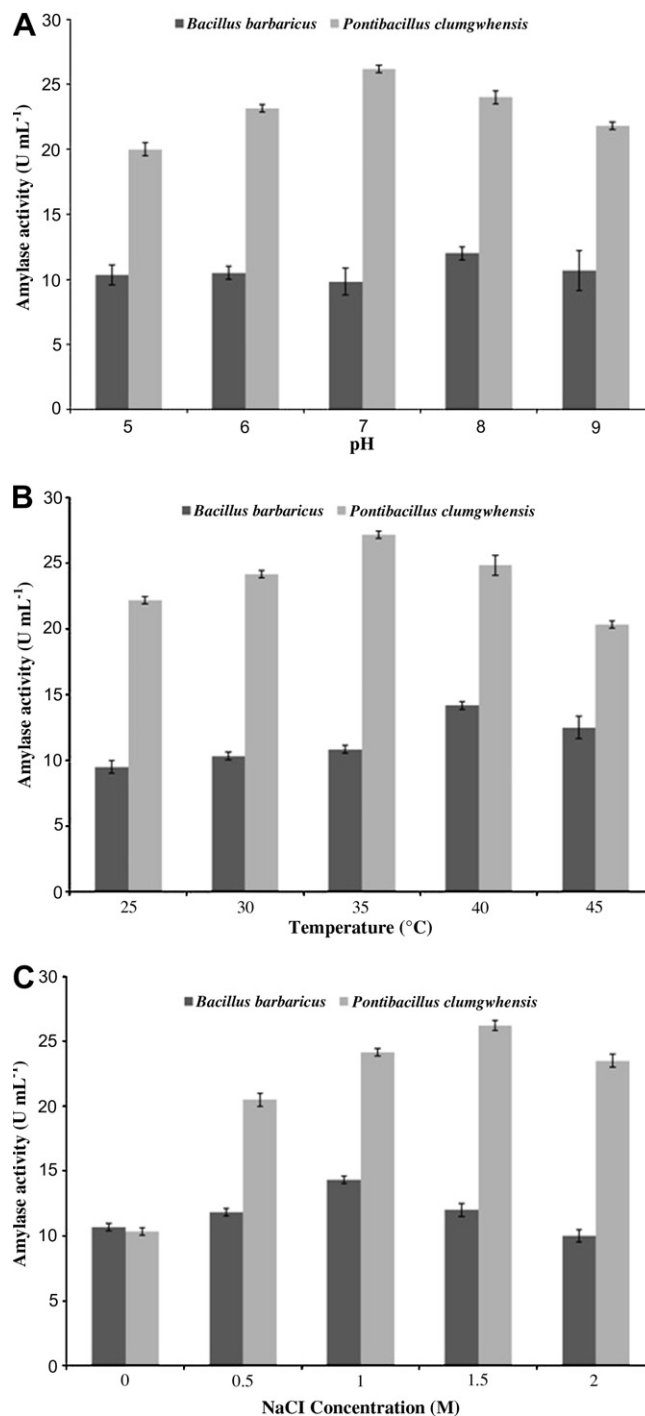 A
Bacillus barbaricus Pontibacillus clumgwhensis
Amylase activity (U mL⁻¹)
30
25
20
15
10
5
0
5 6 7 8 9
pH
B
Bacillus barbaricus Pontibacillus clumgwhensis
Amylase activity (U mL⁻¹)
30
25
20
15
10
5
0
25 30 35 40 45
Temperature (°C)
C
Bacillus barbaricus Pontibacillus clumgwhensis
Amylase activity (U mL⁻¹)
30
25
20
15
10
5
0
0 0.5 1 1.5 2
NaCI Concentration (M)